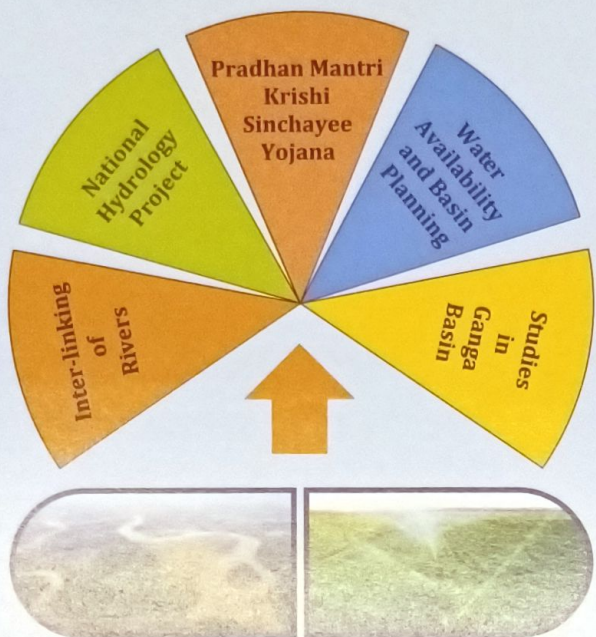 Inter-linking
of
Rivers
National
Hydrology
Project
Pradhan Mantri
Krishi
Sinchayee
Yojana
Water
Availability
and Basin
Planning
Studies
in
Ganga
Basin